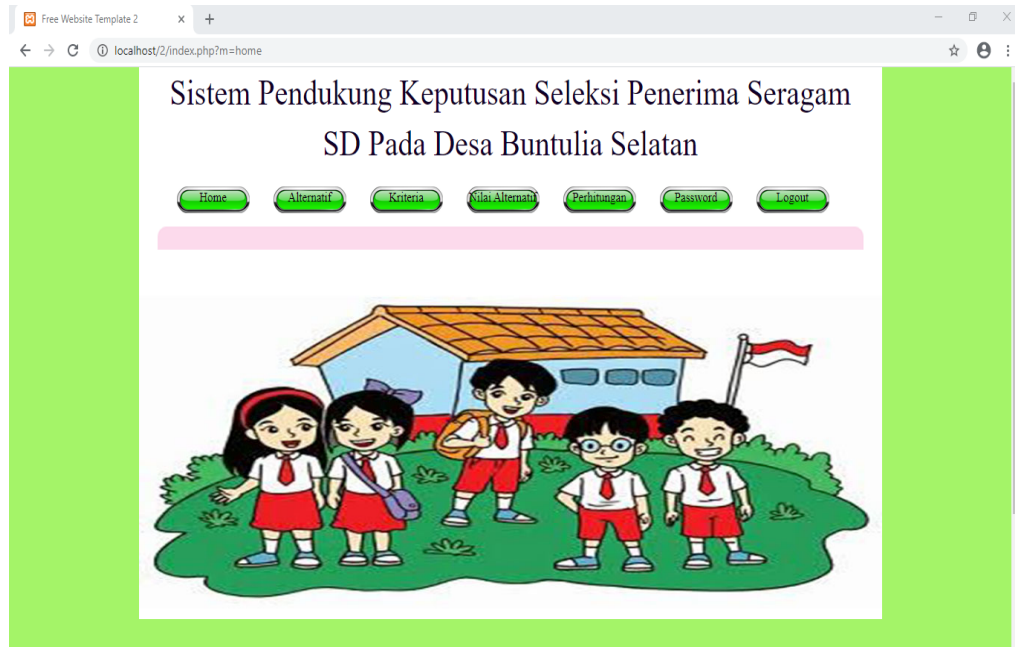 Free Website Template 2
localhost/2/index.php?m=home
Sistem Pendukung Keputusan Seleksi Penerima Seragam
SD Pada Desa Buntulia Selatan
Home Alternatif Kriteria Nilai Alternatif Perhitungan Password Logout